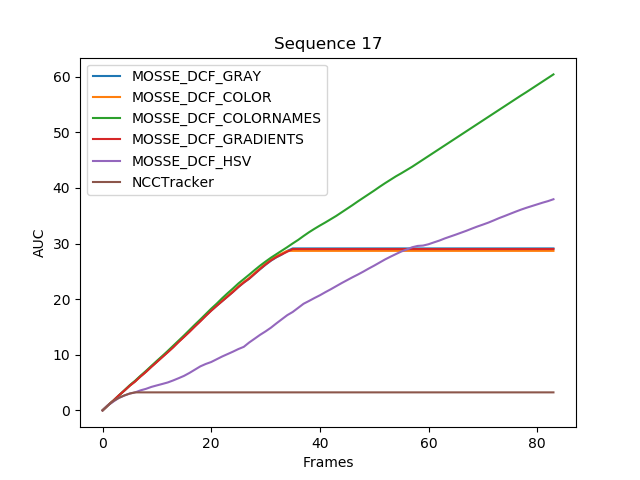 Sequence 17
MOSSE_DCF_GRAY
MOSSE_DCF_COLOR
MOSSE_DCF_COLORNAMES
MOSSE_DCF_GRADIENTS
MOSSE_DCF_HSV
NCCTracker
60
50
40
30
20
10
0
AUC
0 20 40 60 80
Frames